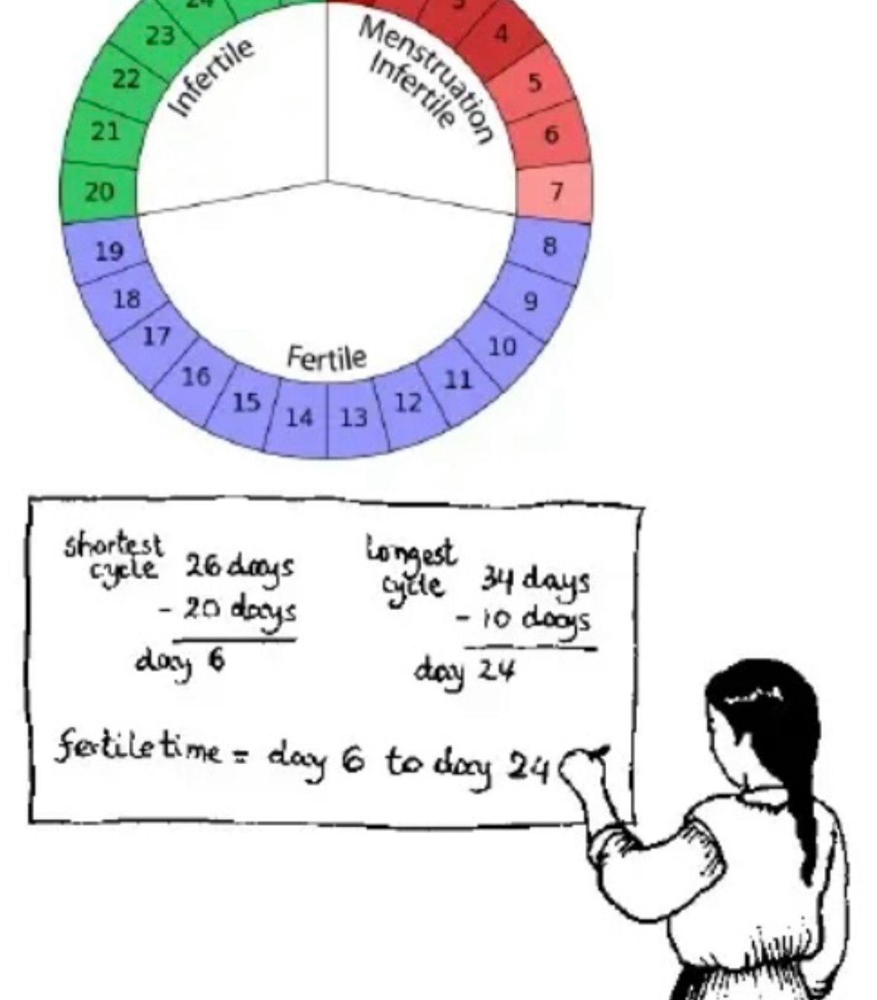 24
3
23
4
22
5
21
6
20
7
19
8
18
9
17
10
16
11
15
12
14
13
Infertile
Menstruation
Infertile
Fertile
shortest
cycle 26 days
- 20 days
day 6
Longest
cycle 34 days
- 10 days
day 24
fertile time = day 6 to day 24